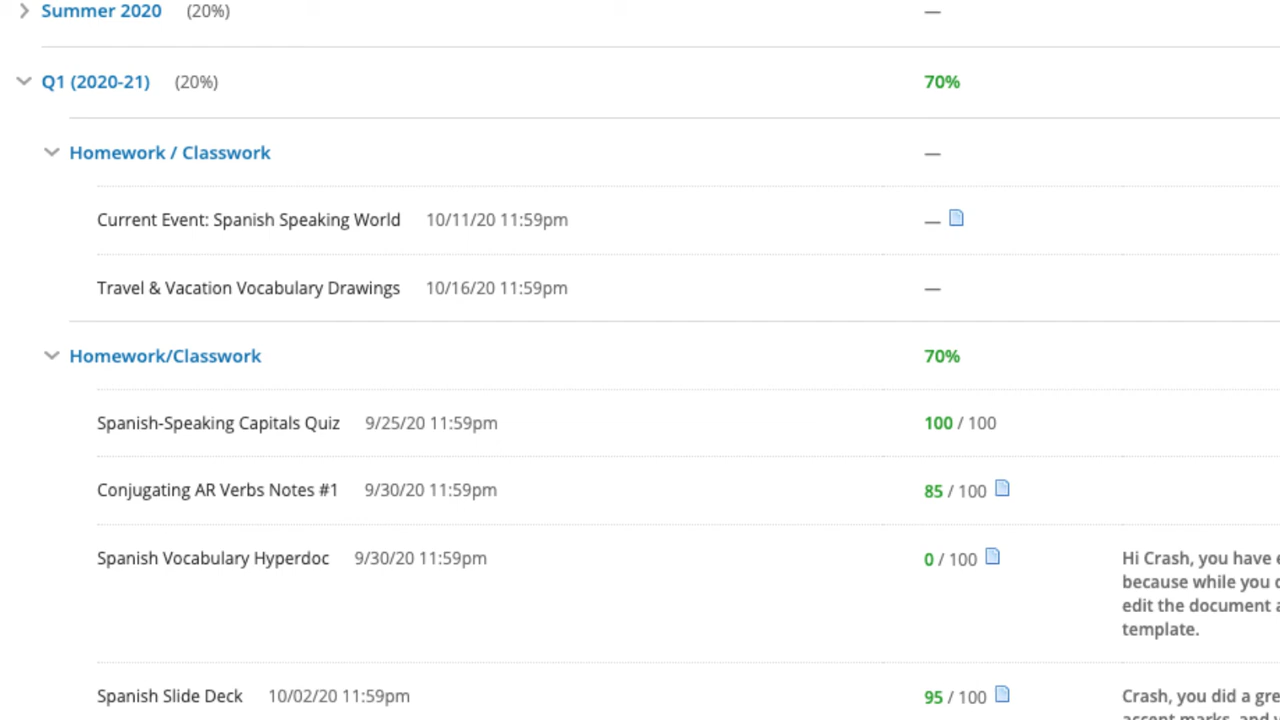 Summer 2020 (20%) —
Q1 (2020-21) (20%) 70%
Homework / Classwork —
Current Event: Spanish Speaking World 10/11/20 11:59pm —
Travel & Vacation Vocabulary Drawings 10/16/20 11:59pm —
Homework/Classwork 70%
Spanish-Speaking Capitals Quiz 9/25/20 11:59pm 100 / 100
Conjugating AR Verbs Notes #1 9/30/20 11:59pm 85 / 100
Spanish Vocabulary Hyperdoc 9/30/20 11:59pm 0 / 100 Hi Crash, you have
because while you
edit the document
template.
Spanish Slide Deck 10/02/20 11:59pm 95 / 100 Crash, you did a
accent marks, and